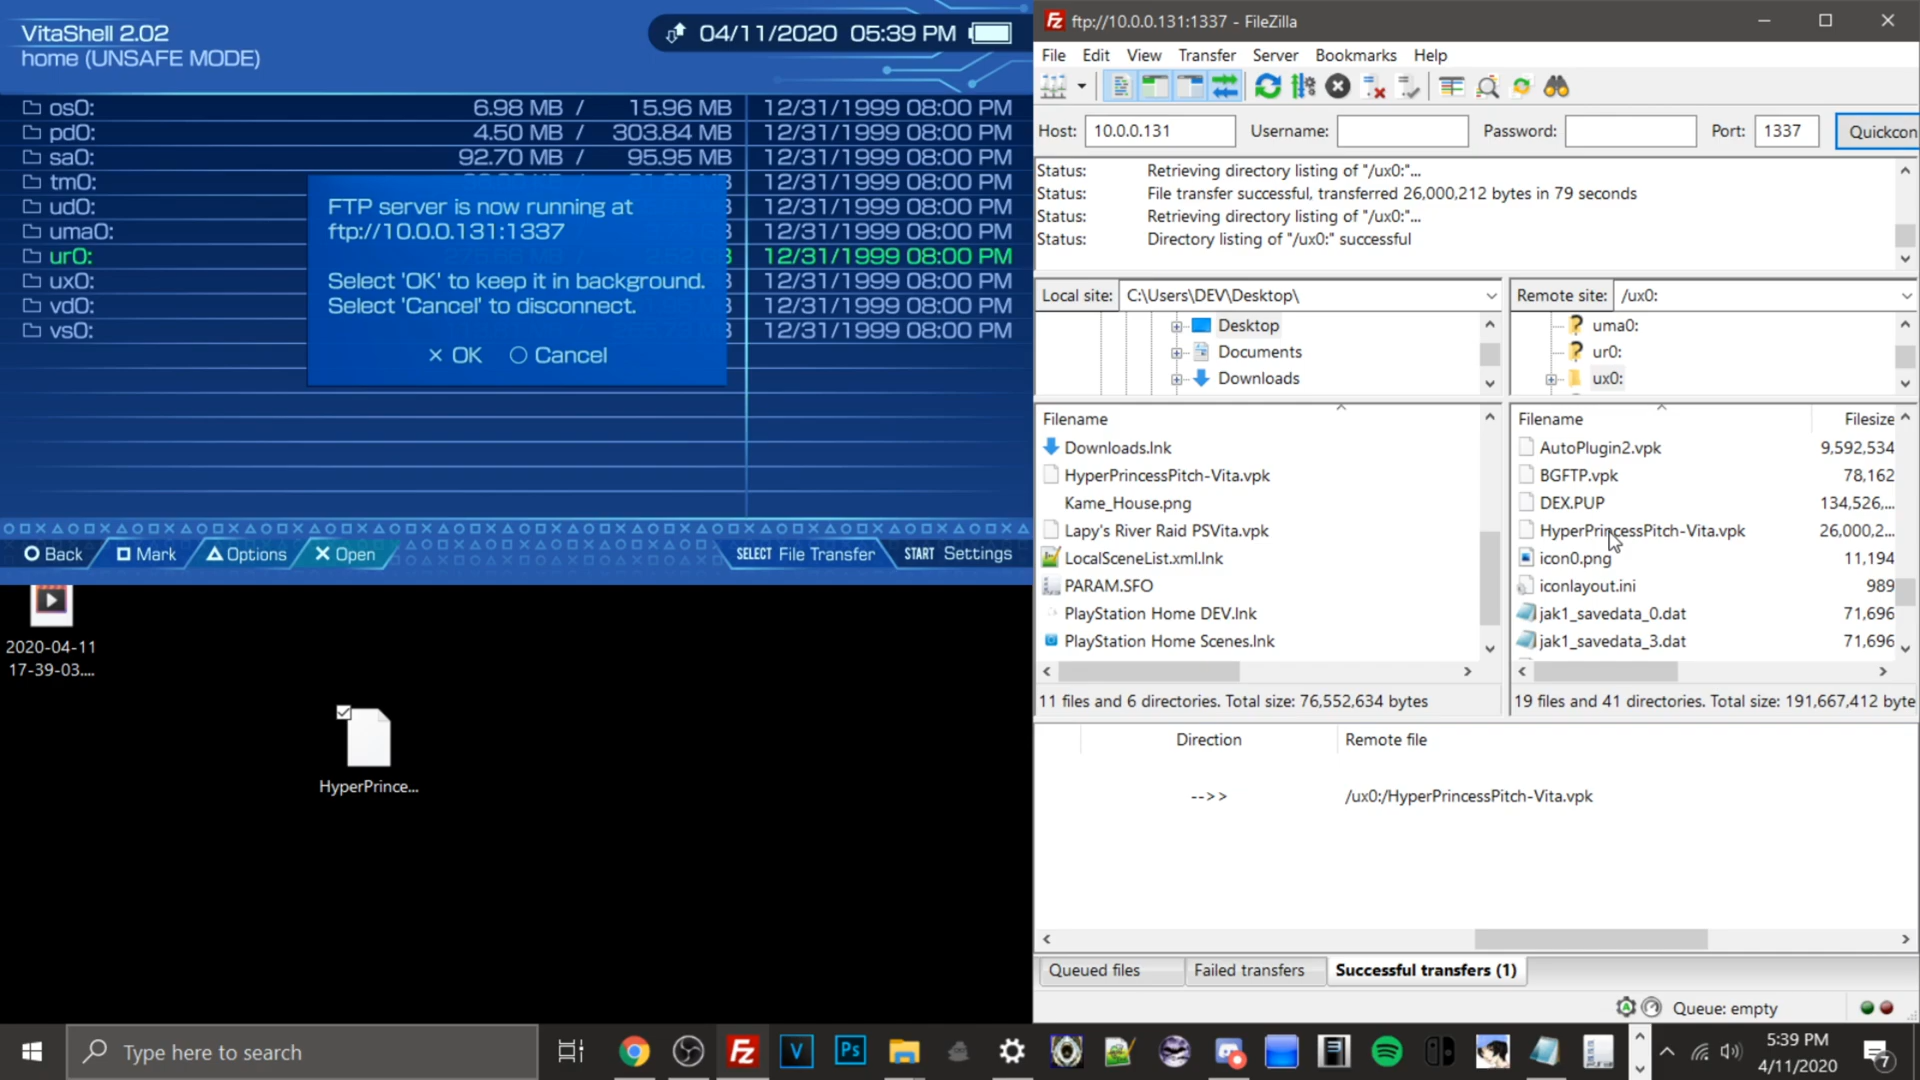 VitaShell 2.02
home (UNSAFE MODE)
04/11/2020 05:39 PM
os0: 6.98 MB / 15.96 MB 12/31/1999 08:00 PM
pd0: 4.50 MB / 303.84 MB 12/31/1999 08:00 PM
sa0: 92.70 MB / 95.95 MB 12/31/1999 08:00 PM
tm0: 12/31/1999 08:00 PM
ud0: 12/31/1999 08:00 PM
uma0: 12/31/1999 08:00 PM
ur0: 12/31/1999 08:00 PM
ux0: 12/31/1999 08:00 PM
vd0: 12/31/1999 08:00 PM
vs0: 12/31/1999 08:00 PM
FTP server is now running at
ftp://10.0.0.131:1337
Select 'OK' to keep it in background.
Select 'Cancel' to disconnect.
OK Cancel
Back Mark Options Open SELECT File Transfer START Settings
2020-04-11
17-39-03....
HyperPrince...
ftp://10.0.0.131:1337 - FileZilla
File Edit View Transfer Server Bookmarks Help
Host: 10.0.0.131 Username: Password: Port: 1337 Quickcon
Status: Retrieving directory listing of "/ux0:"...
Status: File transfer successful, transferred 26,000,212 bytes in 79 seconds
Status: Retrieving directory listing of "/ux0:"...
Status: Directory listing of "/ux0:" successful
Local site: C:\Users\DEV\Desktop\
Desktop
Documents
Downloads
Remote site: /ux0:
uma0:
ur0:
ux0:
Filename
Downloads.lnk
HyperPrincessPitch-Vita.vpk
Kame_House.png
Lapy's River Raid PSVita.vpk
LocalSceneList.xml.lnk
PARAM.SFO
PlayStation Home DEV.lnk
PlayStation Home Scenes.lnk
11 files and 6 directories. Total size: 76,552,634 bytes
Filename Filesize
AutoPlugin2.vpk 9,592,534
BGFTP.vpk 78,162
DEX.PUP 134,526,...
HyperPrincessPitch-Vita.vpk 26,000,2...
icon0.png 11,194
iconlayout.ini 989
jak1_savedata_0.dat 71,696
jak1_savedata_3.dat 71,696
19 files and 41 directories. Total size: 191,667,412 byte
Direction Remote file
-->> /ux0:/HyperPrincessPitch-Vita.vpk
Queued files Failed transfers Successful transfers (1)
Queue: empty
Type here to search
5:39 PM
4/11/2020
7